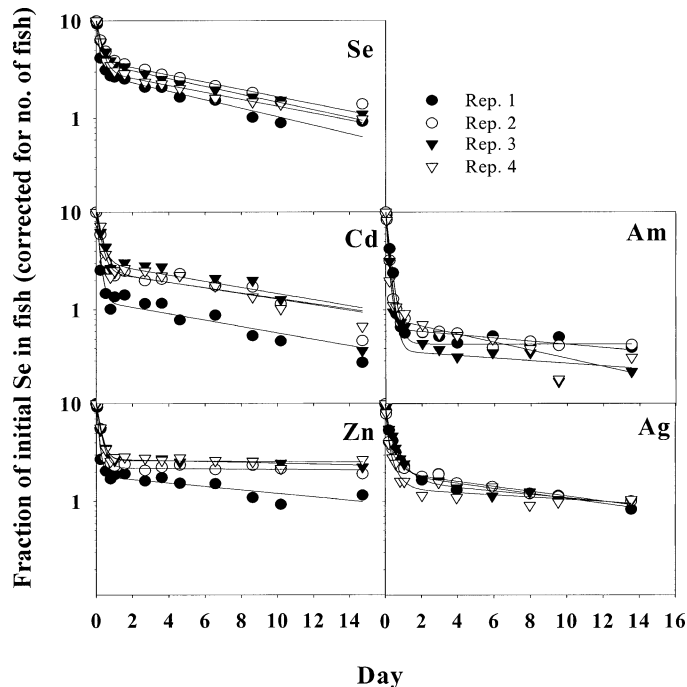 Fraction of initial Se in fish (corrected for no. of fish)
10
1
Se
Rep. 1
Rep. 2
Rep. 3
Rep. 4
10
1
Cd
Am
10
1
Zn
Ag
0 2 4 6 8 10 12 14 0 2 4 6 8 10 12 14 16
Day